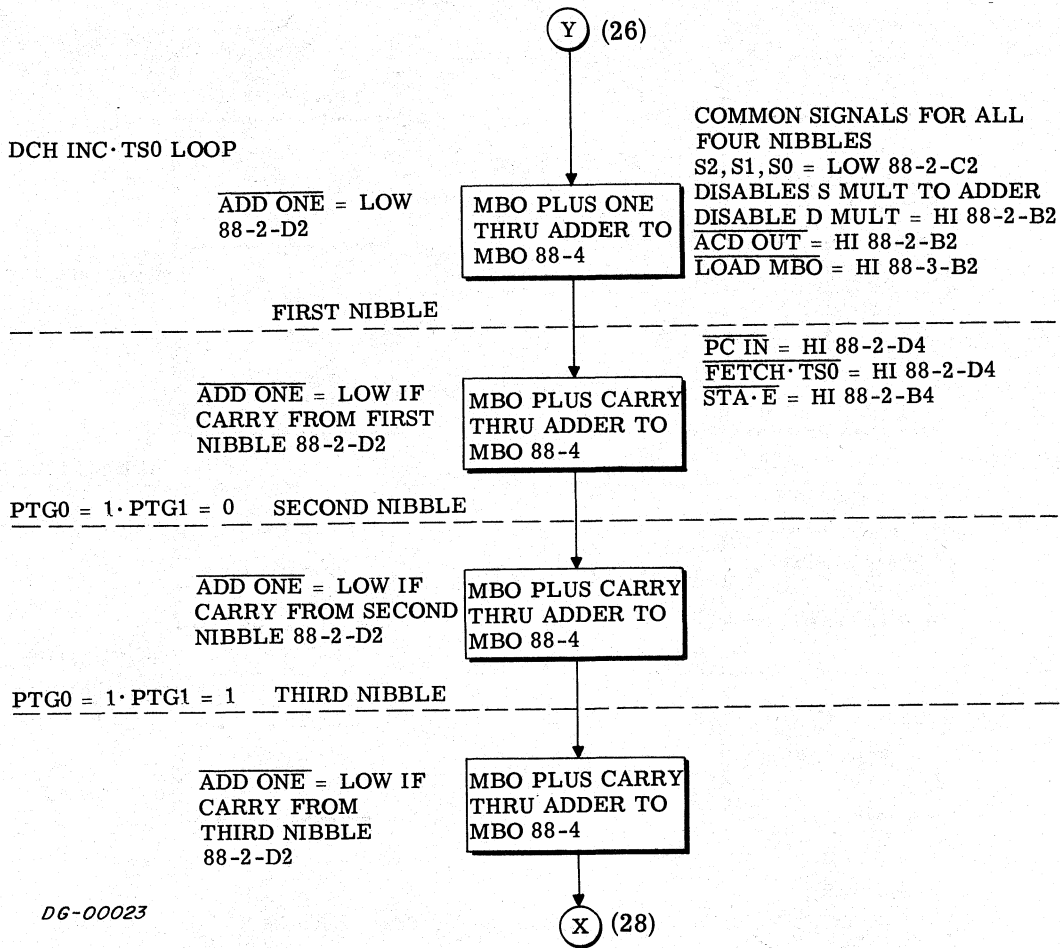 Y (26)
DCH INC·TS0 LOOP
COMMON SIGNALS FOR ALL
FOUR NIBBLES
S2, S1, S0 = LOW 88-2-C2
DISABLES S MULT TO ADDER
DISABLE D MULT = HI 88-2-B2
ACD OUT = HI 88-2-B2
LOAD MBO = HI 88-3-B2
ADD ONE = LOW
88-2-D2
MBO PLUS ONE
THRU ADDER TO
MBO 88-4
FIRST NIBBLE
PC IN = HI 88-2-D4
FETCH·TS0 = HI 88-2-D4
STA·E = HI 88-2-B4
ADD ONE = LOW IF
CARRY FROM FIRST
NIBBLE 88-2-D2
MBO PLUS CARRY
THRU ADDER TO
MBO 88-4
PTG0 = 1·PTG1 = 0 SECOND NIBBLE
ADD ONE = LOW IF
CARRY FROM SECOND
NIBBLE 88-2-D2
MBO PLUS CARRY
THRU ADDER TO
MBO 88-4
PTG0 = 1·PTG1 = 1 THIRD NIBBLE
ADD ONE = LOW IF
CARRY FROM
THIRD NIBBLE
88-2-D2
MBO PLUS CARRY
THRU ADDER TO
MBO 88-4
DG-00023
X (28)